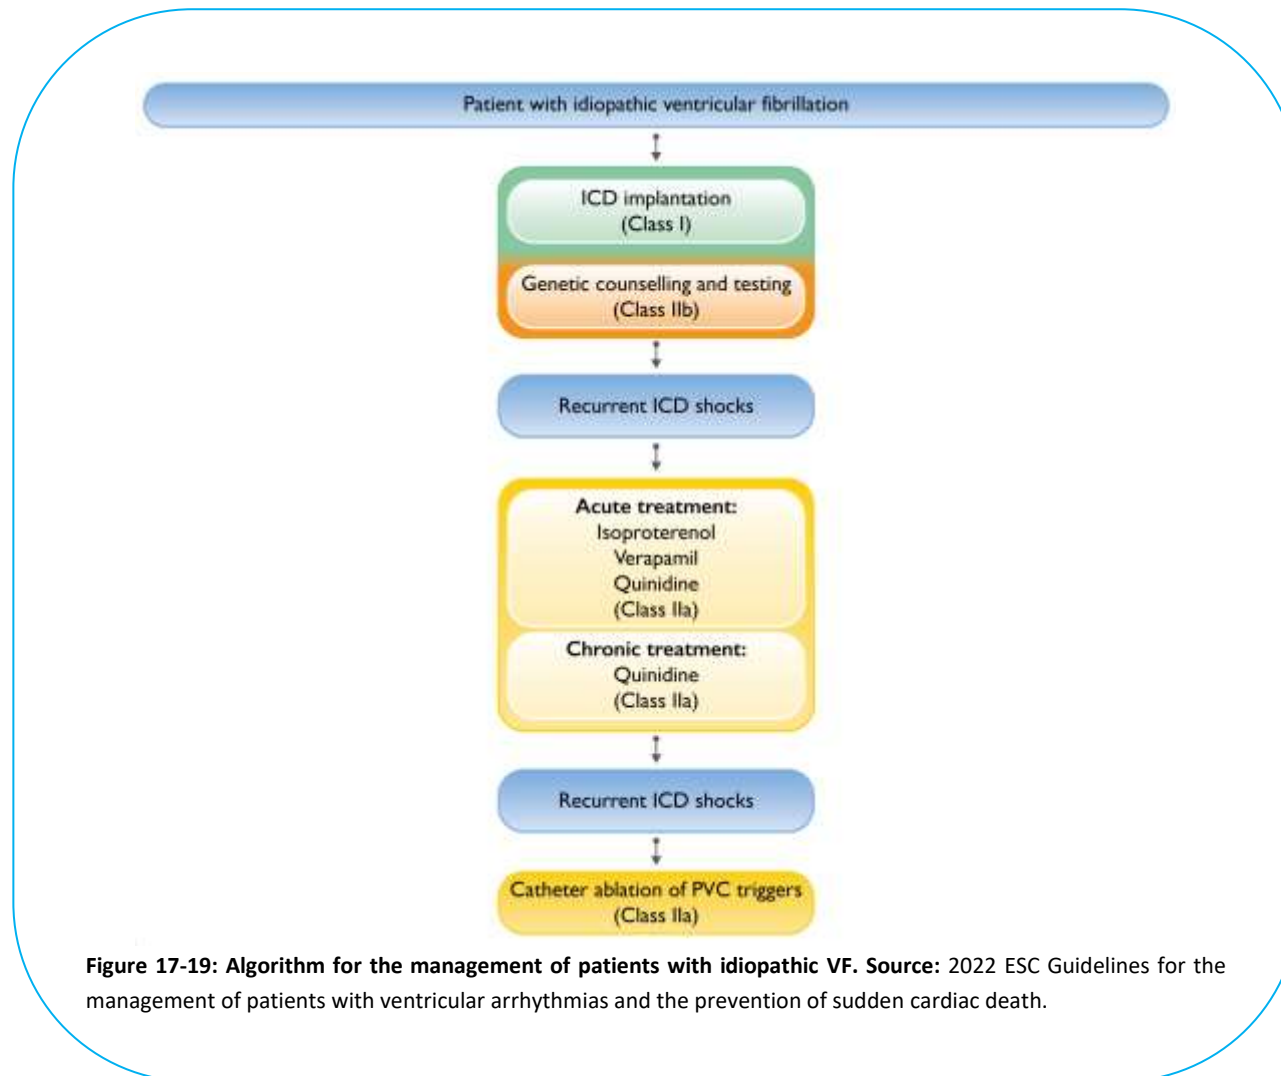 Patient with idiopathic ventricular fibrillation
ICD implantation
(Class I)
Genetic counselling and testing
(Class IIb)
Recurrent ICD shocks
Acute treatment:
Isoproterenol
Verapamil
Quinidine
(Class IIa)
Chronic treatment:
Quinidine
(Class IIa)
Recurrent ICD shocks
Catheter ablation of PVC triggers
(Class IIa)
Figure 17-19: Algorithm for the management of patients with idiopathic VF. Source: 2022 ESC Guidelines for the
management of patients with ventricular arrhythmias and the prevention of sudden cardiac death.